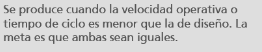 Se produce cuando la velocidad operativa o
tiempo de ciclo es menor que la de diseño. La
meta es que ambas sean iguales.